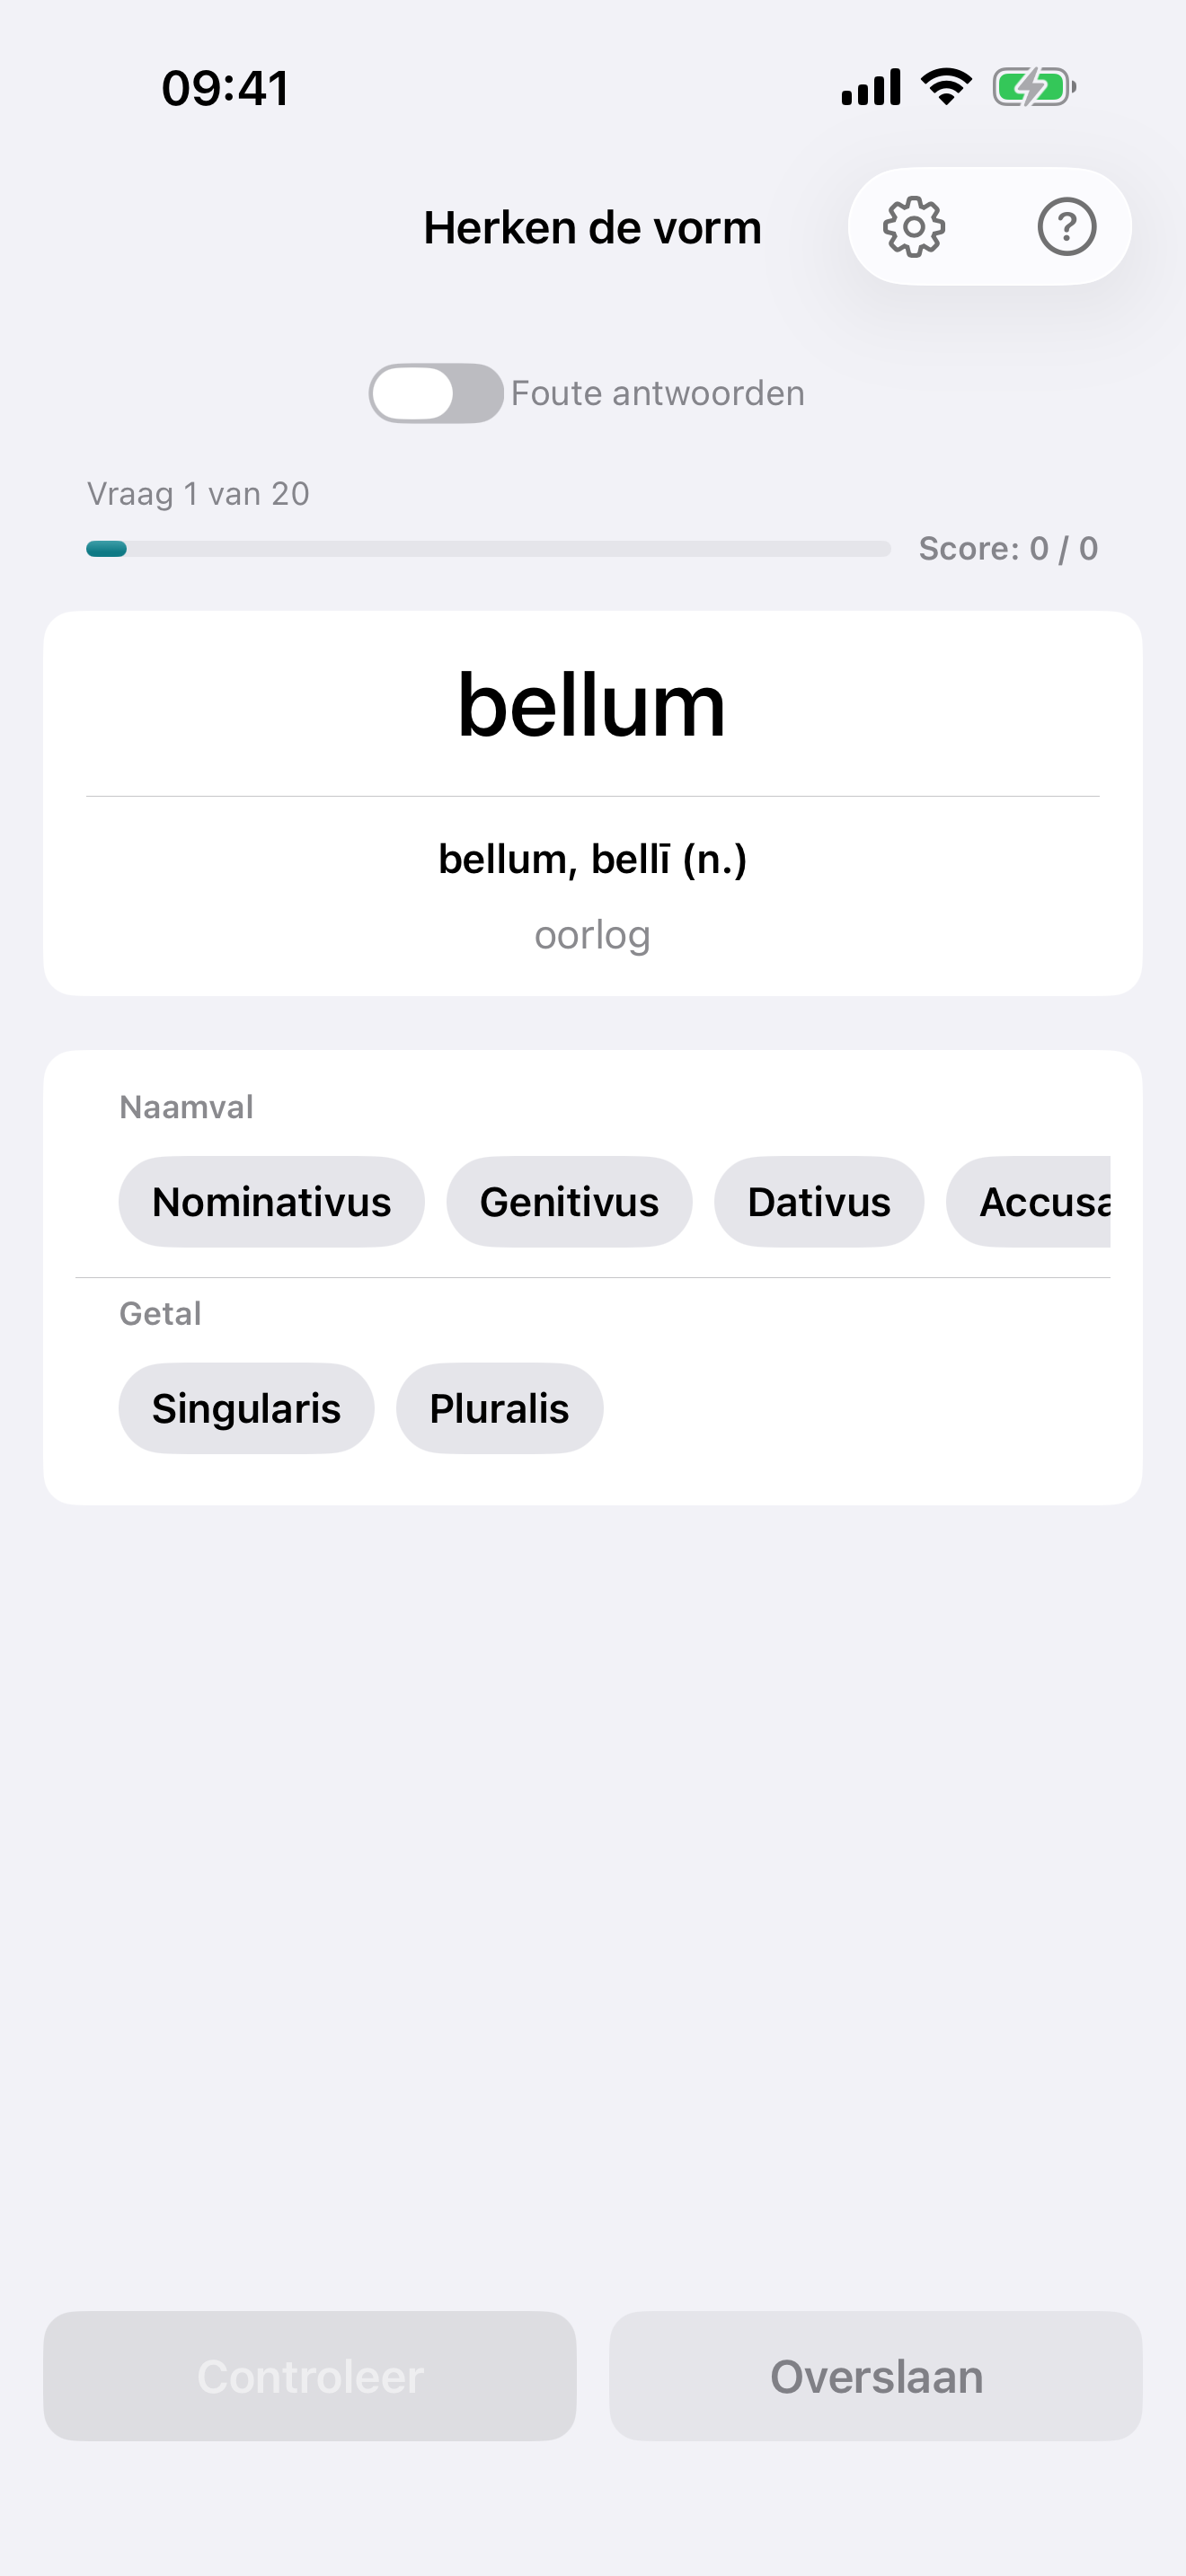 09:41
Herken de vorm
Foute antwoorden
Vraag 1 van 20
Score: 0 / 0
bellum
bellum, bellī (n.)
oorlog
Naamval
Nominativus Genitivus Dativus Accusa
Getal
Singularis Pluralis
Controleer Overslaan